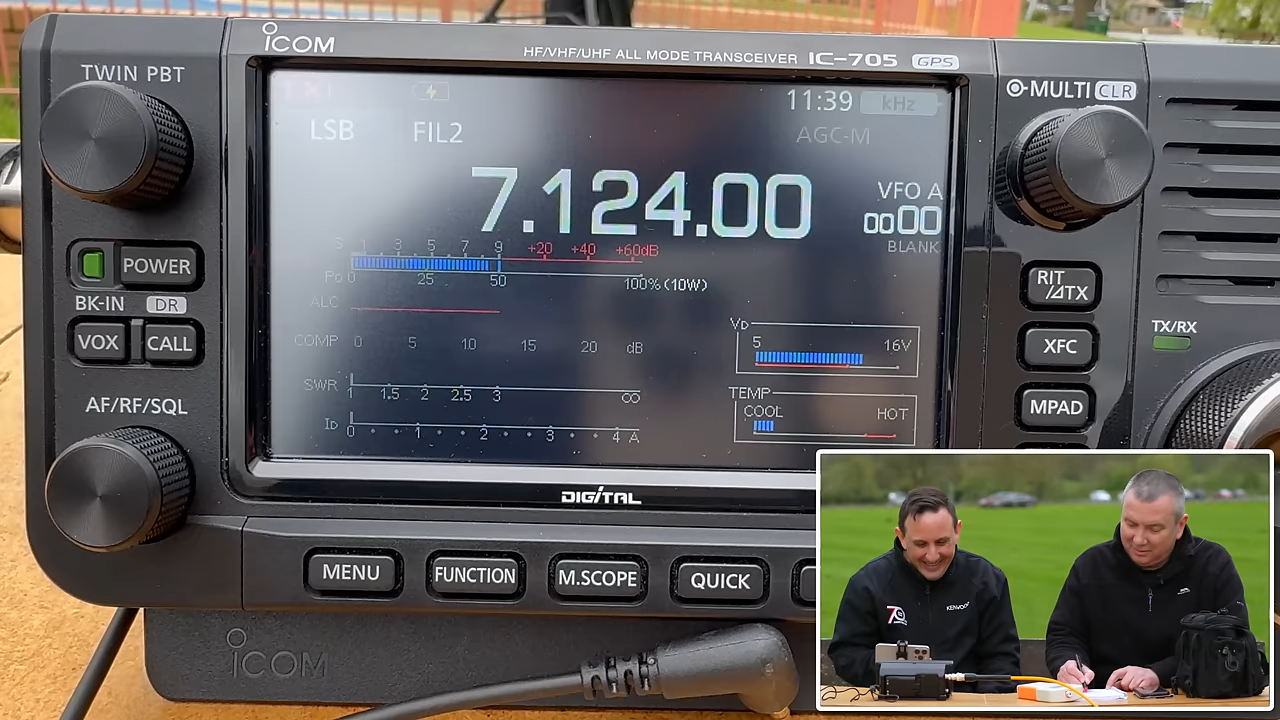 ICOM
HF/VHF/UHF ALL MODE TRANSCEIVER IC-705 GPS
TWIN PBT
MULTI CLR
11:39 kHz
LSB FIL2 AGC-M
7.124.00
VFO A
0000
BLANK
S 1 3 5 7 9 +20 +40 +60dB
Po 0 25 50 100% (10W)
ALC
COMP 0 5 10 15 20 dB
SWR 1 1.5 2 2.5 3 ∞
ID 0 1 2 3 4 A
VD
5 16V
TEMP
COOL HOT
POWER
BK-IN DR
VOX CALL
AF/RF/SQL
RIT/⊿TX
TX/RX
XFC
MPAD
DIGITAL
MENU FUNCTION M.SCOPE QUICK
ICOM
70
KENWOOD